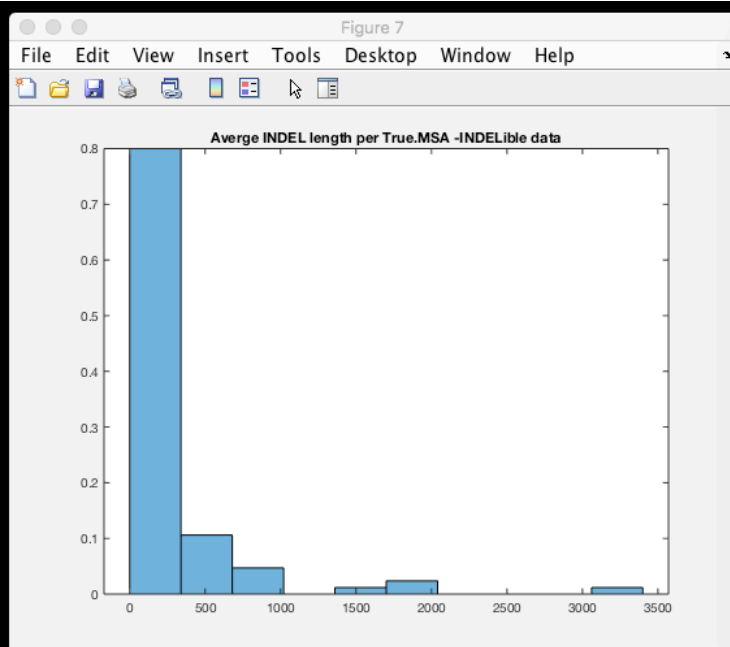 Figure 7
File Edit View Insert Tools Desktop Window Help
Averge INDEL length per True.MSA -INDELible data
0.8
0.7
0.6
0.5
0.4
0.3
0.2
0.1
0
0 500 1000 1500 2000 2500 3000 3500